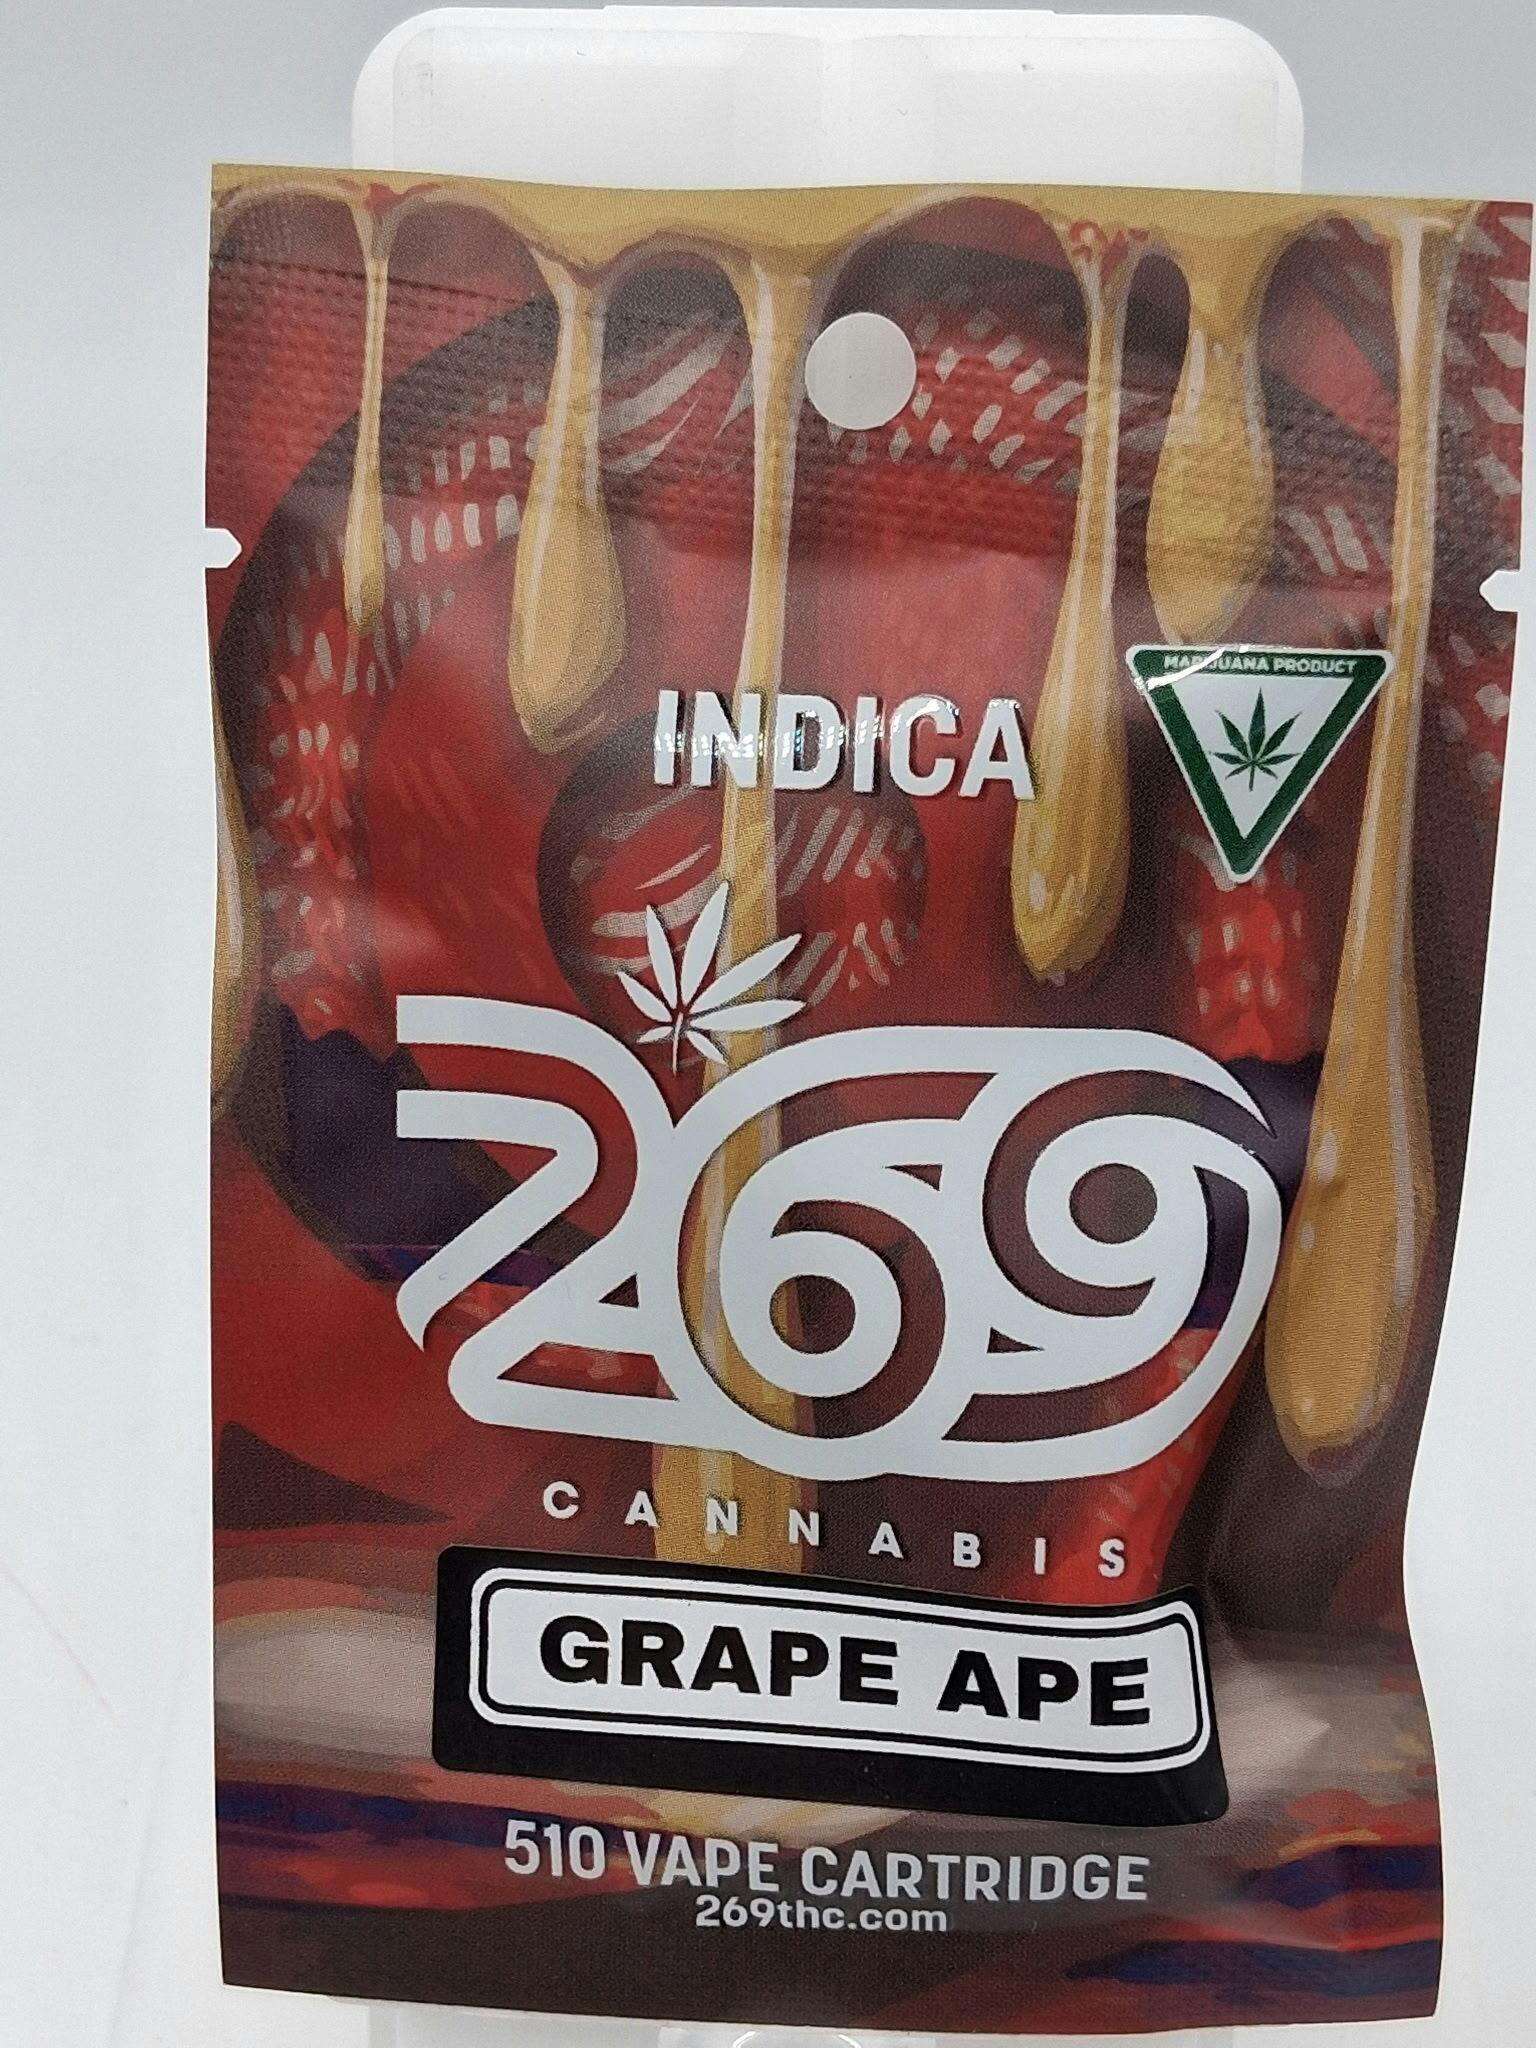 INDICA
MARIJUANA PRODUCT
269
CANNABIS
GRAPE APE
510 VAPE CARTRIDGE
269thc.com